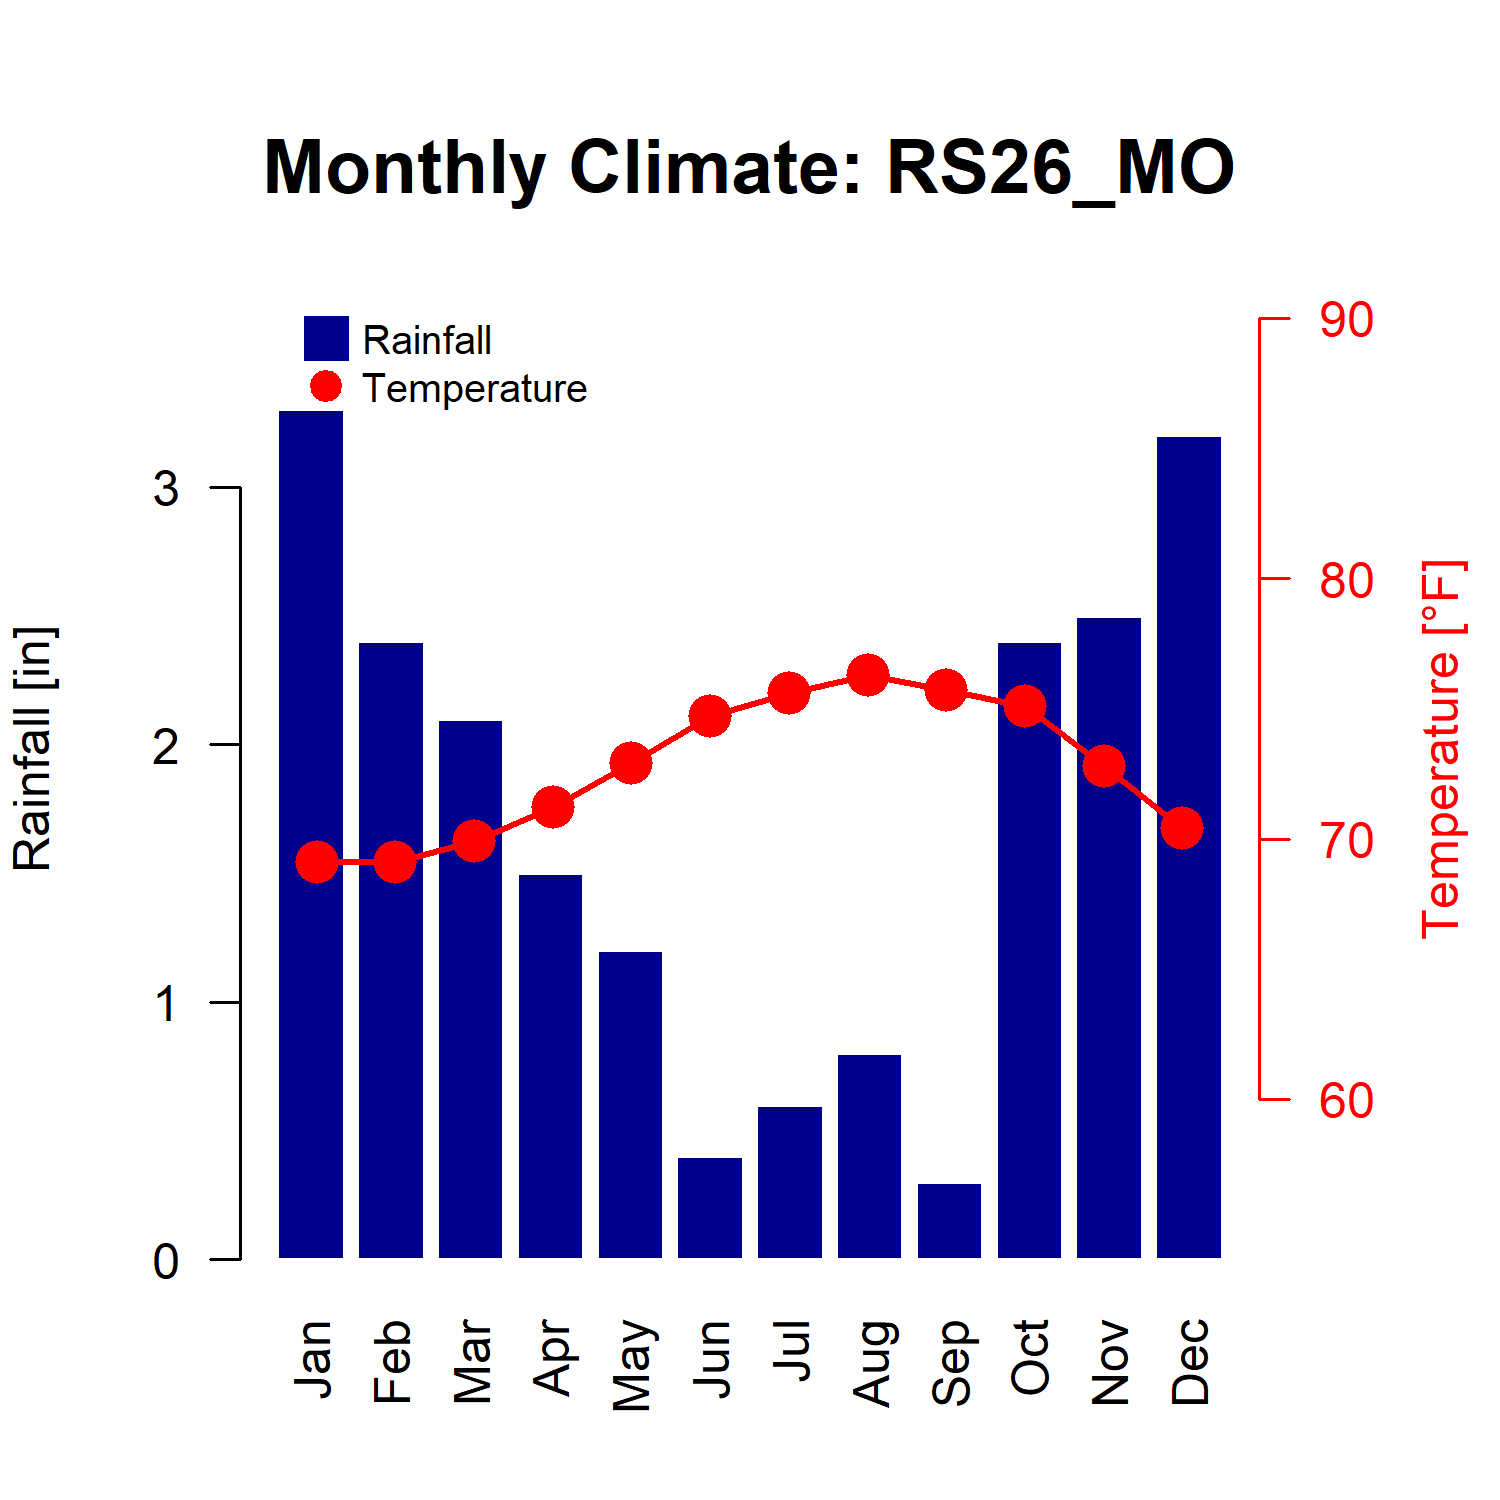 Monthly Climate: RS26_MO
Rainfall
Temperature
Rainfall [in]
3
2
1
0
90
80
70
60
Temperature [°F]
Jan
Feb
Mar
Apr
May
Jun
Jul
Aug
Sep
Oct
Nov
Dec